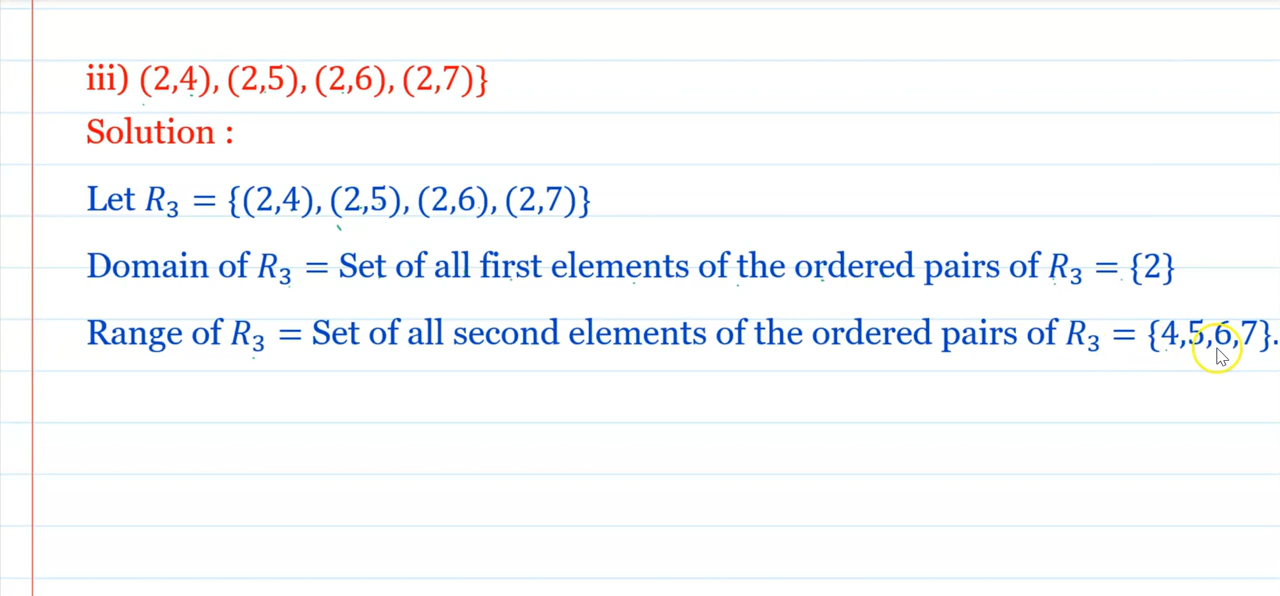 iii) (2,4), (2,5), (2,6), (2,7)}
Solution :
Let R₃ = {(2,4), (2,5), (2,6), (2,7)}
Domain of R₃ = Set of all first elements of the ordered pairs of R₃ = {2}
Range of R₃ = Set of all second elements of the ordered pairs of R₃ = {4,5,6,7}.